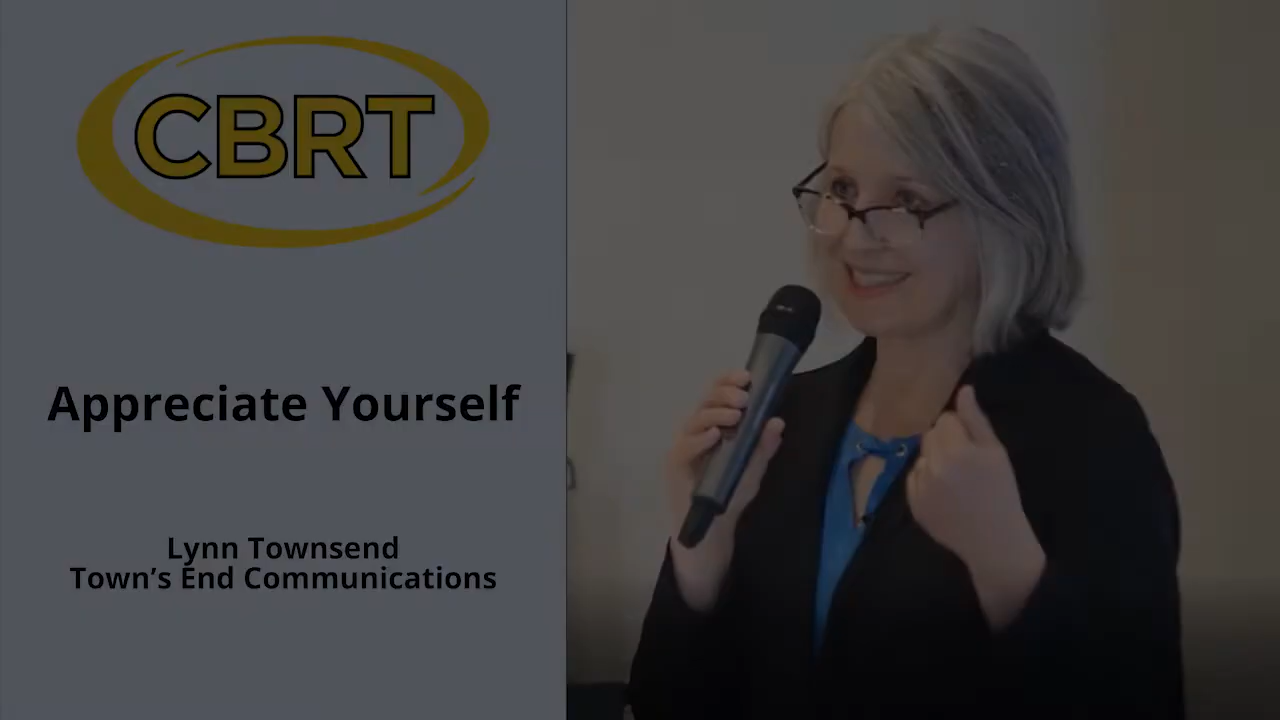 CBRT
Appreciate Yourself
Lynn Townsend
Town’s End Communications